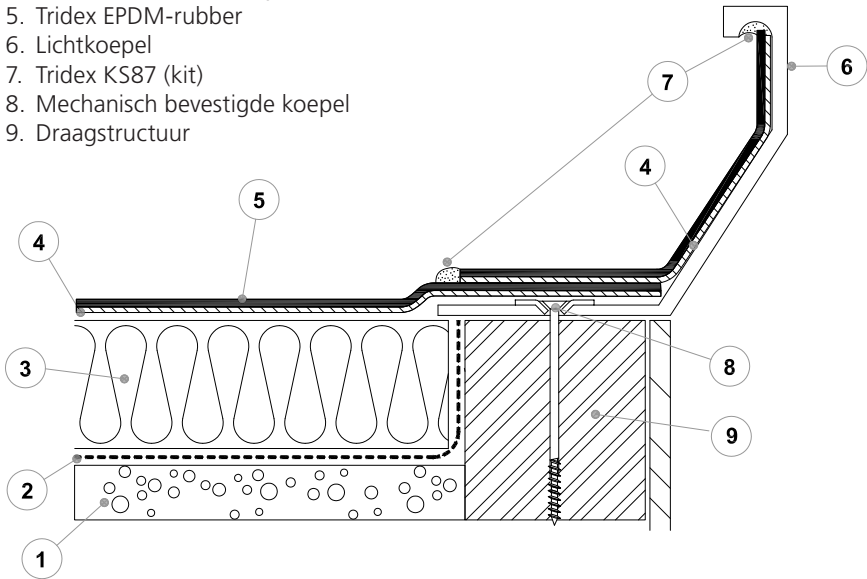 5. Tridex EPDM-rubber
6. Lichtkoepel
7. Tridex KS87 (kit)
8. Mechanisch bevestigde koepel
9. Draagstructuur
6
7
4
5
4
3
8
9
2
1